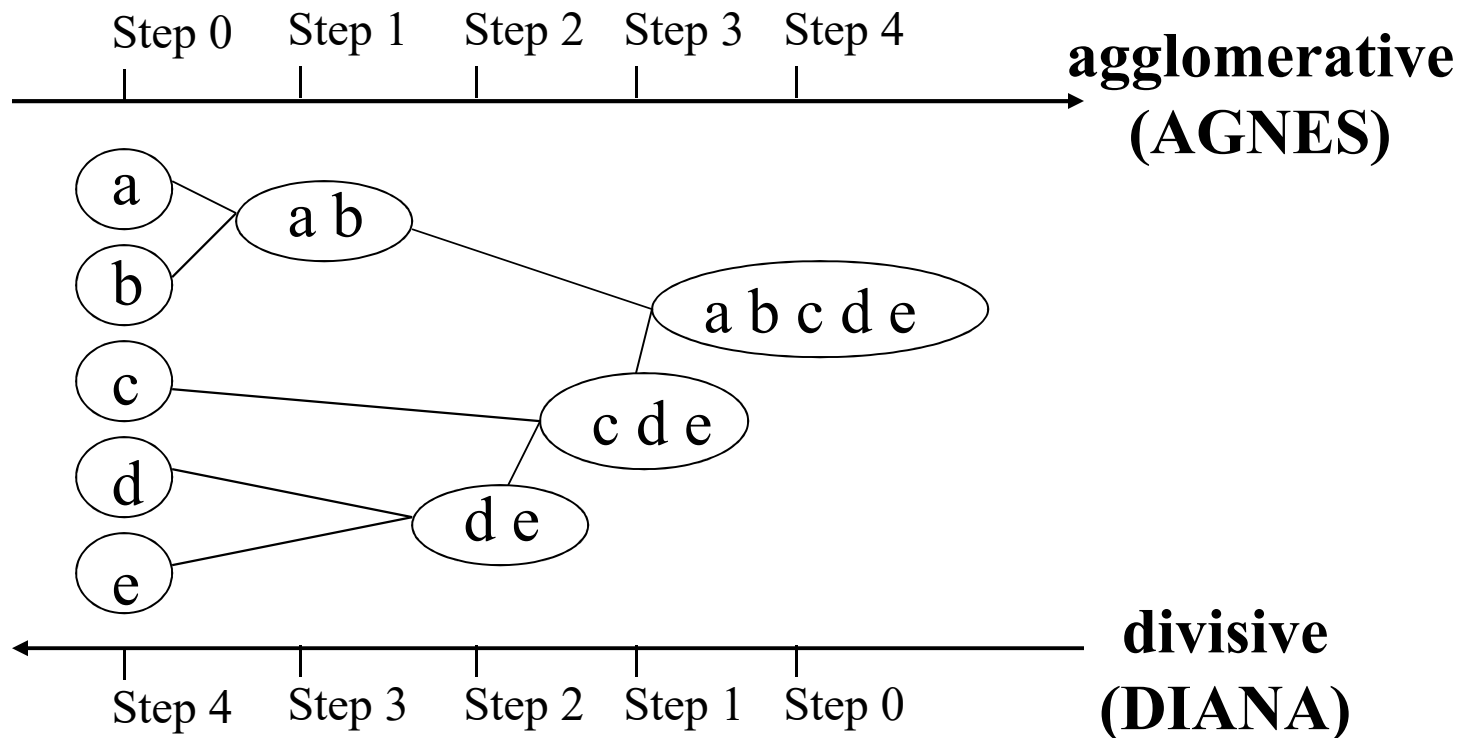 Step 0 Step 1 Step 2 Step 3 Step 4
agglomerative
(AGNES)
a
a b
b
a b c d e
c
c d e
d
d e
e
divisive
(DIANA)
Step 4 Step 3 Step 2 Step 1 Step 0